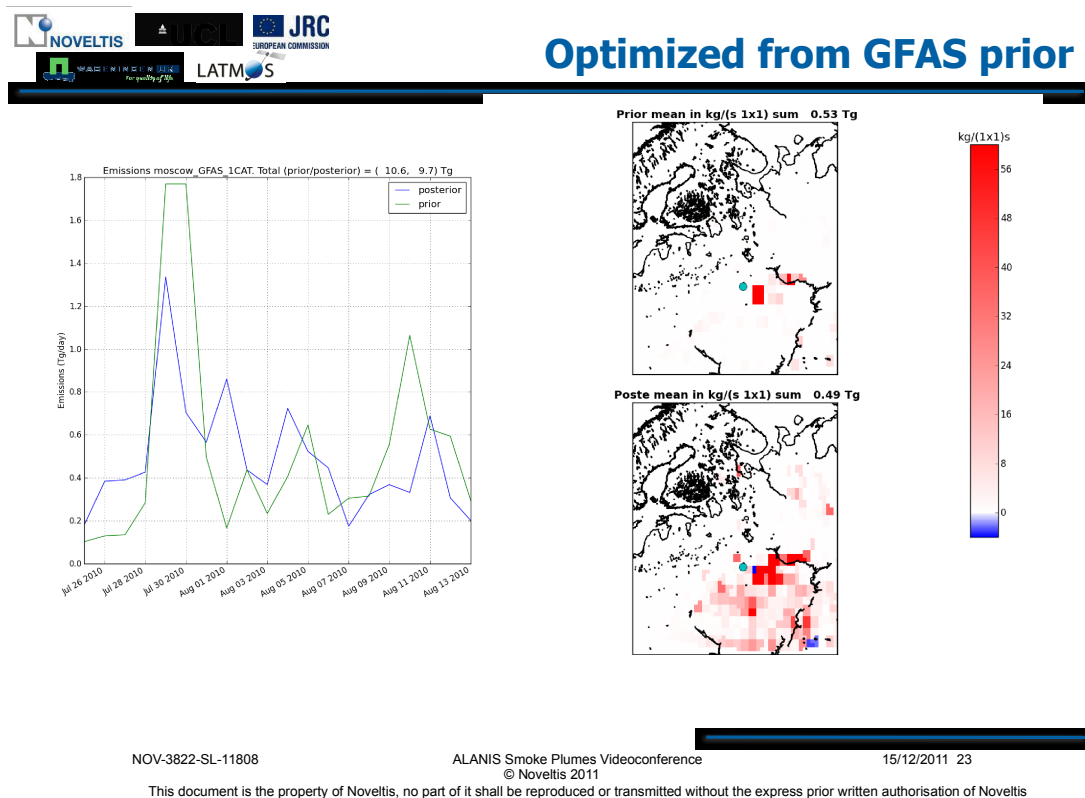 NOVELTIS
UCL
JRC
EUROPEAN COMMISSION
WAGENINGEN UR
For quality of life
LATMOS
Optimized from GFAS prior
Emissions moscow_GFAS_1CAT. Total (prior/posterior) = ( 10.6, 9.7) Tg
posterior
prior
Emissions (Tg/day)
1.8
1.6
1.4
1.2
1.0
0.8
0.6
0.4
0.2
0.0
Jul 26 2010
Jul 28 2010
Jul 30 2010
Aug 01 2010
Aug 03 2010
Aug 05 2010
Aug 07 2010
Aug 09 2010
Aug 11 2010
Aug 13 2010
Prior mean in kg/(s 1x1) sum 0.53 Tg
Poste mean in kg/(s 1x1) sum 0.49 Tg
kg/(1x1)s
56
48
40
32
24
16
8
0
NOV-3822-SL-11808
ALANIS Smoke Plumes Videoconference
15/12/2011 23
© Noveltis 2011
This document is the property of Noveltis, no part of it shall be reproduced or transmitted without the express prior written authorisation of Noveltis